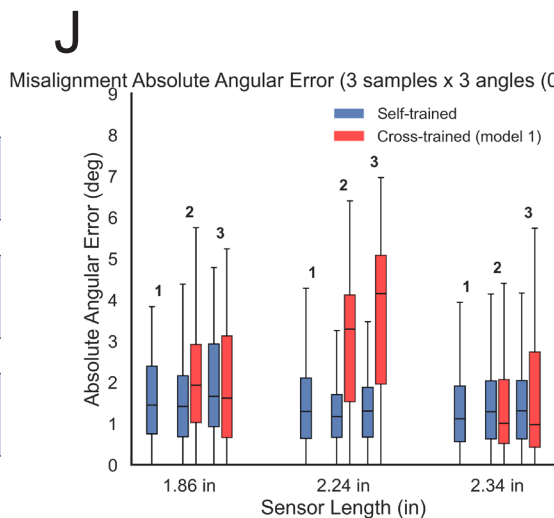 J
Misalignment Absolute Angular Error (3 samples x 3 angles (0
Self-trained
Cross-trained (model 1)
Absolute Angular Error (deg)
9
8
7
6
5
4
3
2
1
0
1
2
3
1
2
3
1
2
3
1.86 in
2.24 in
2.34 in
Sensor Length (in)